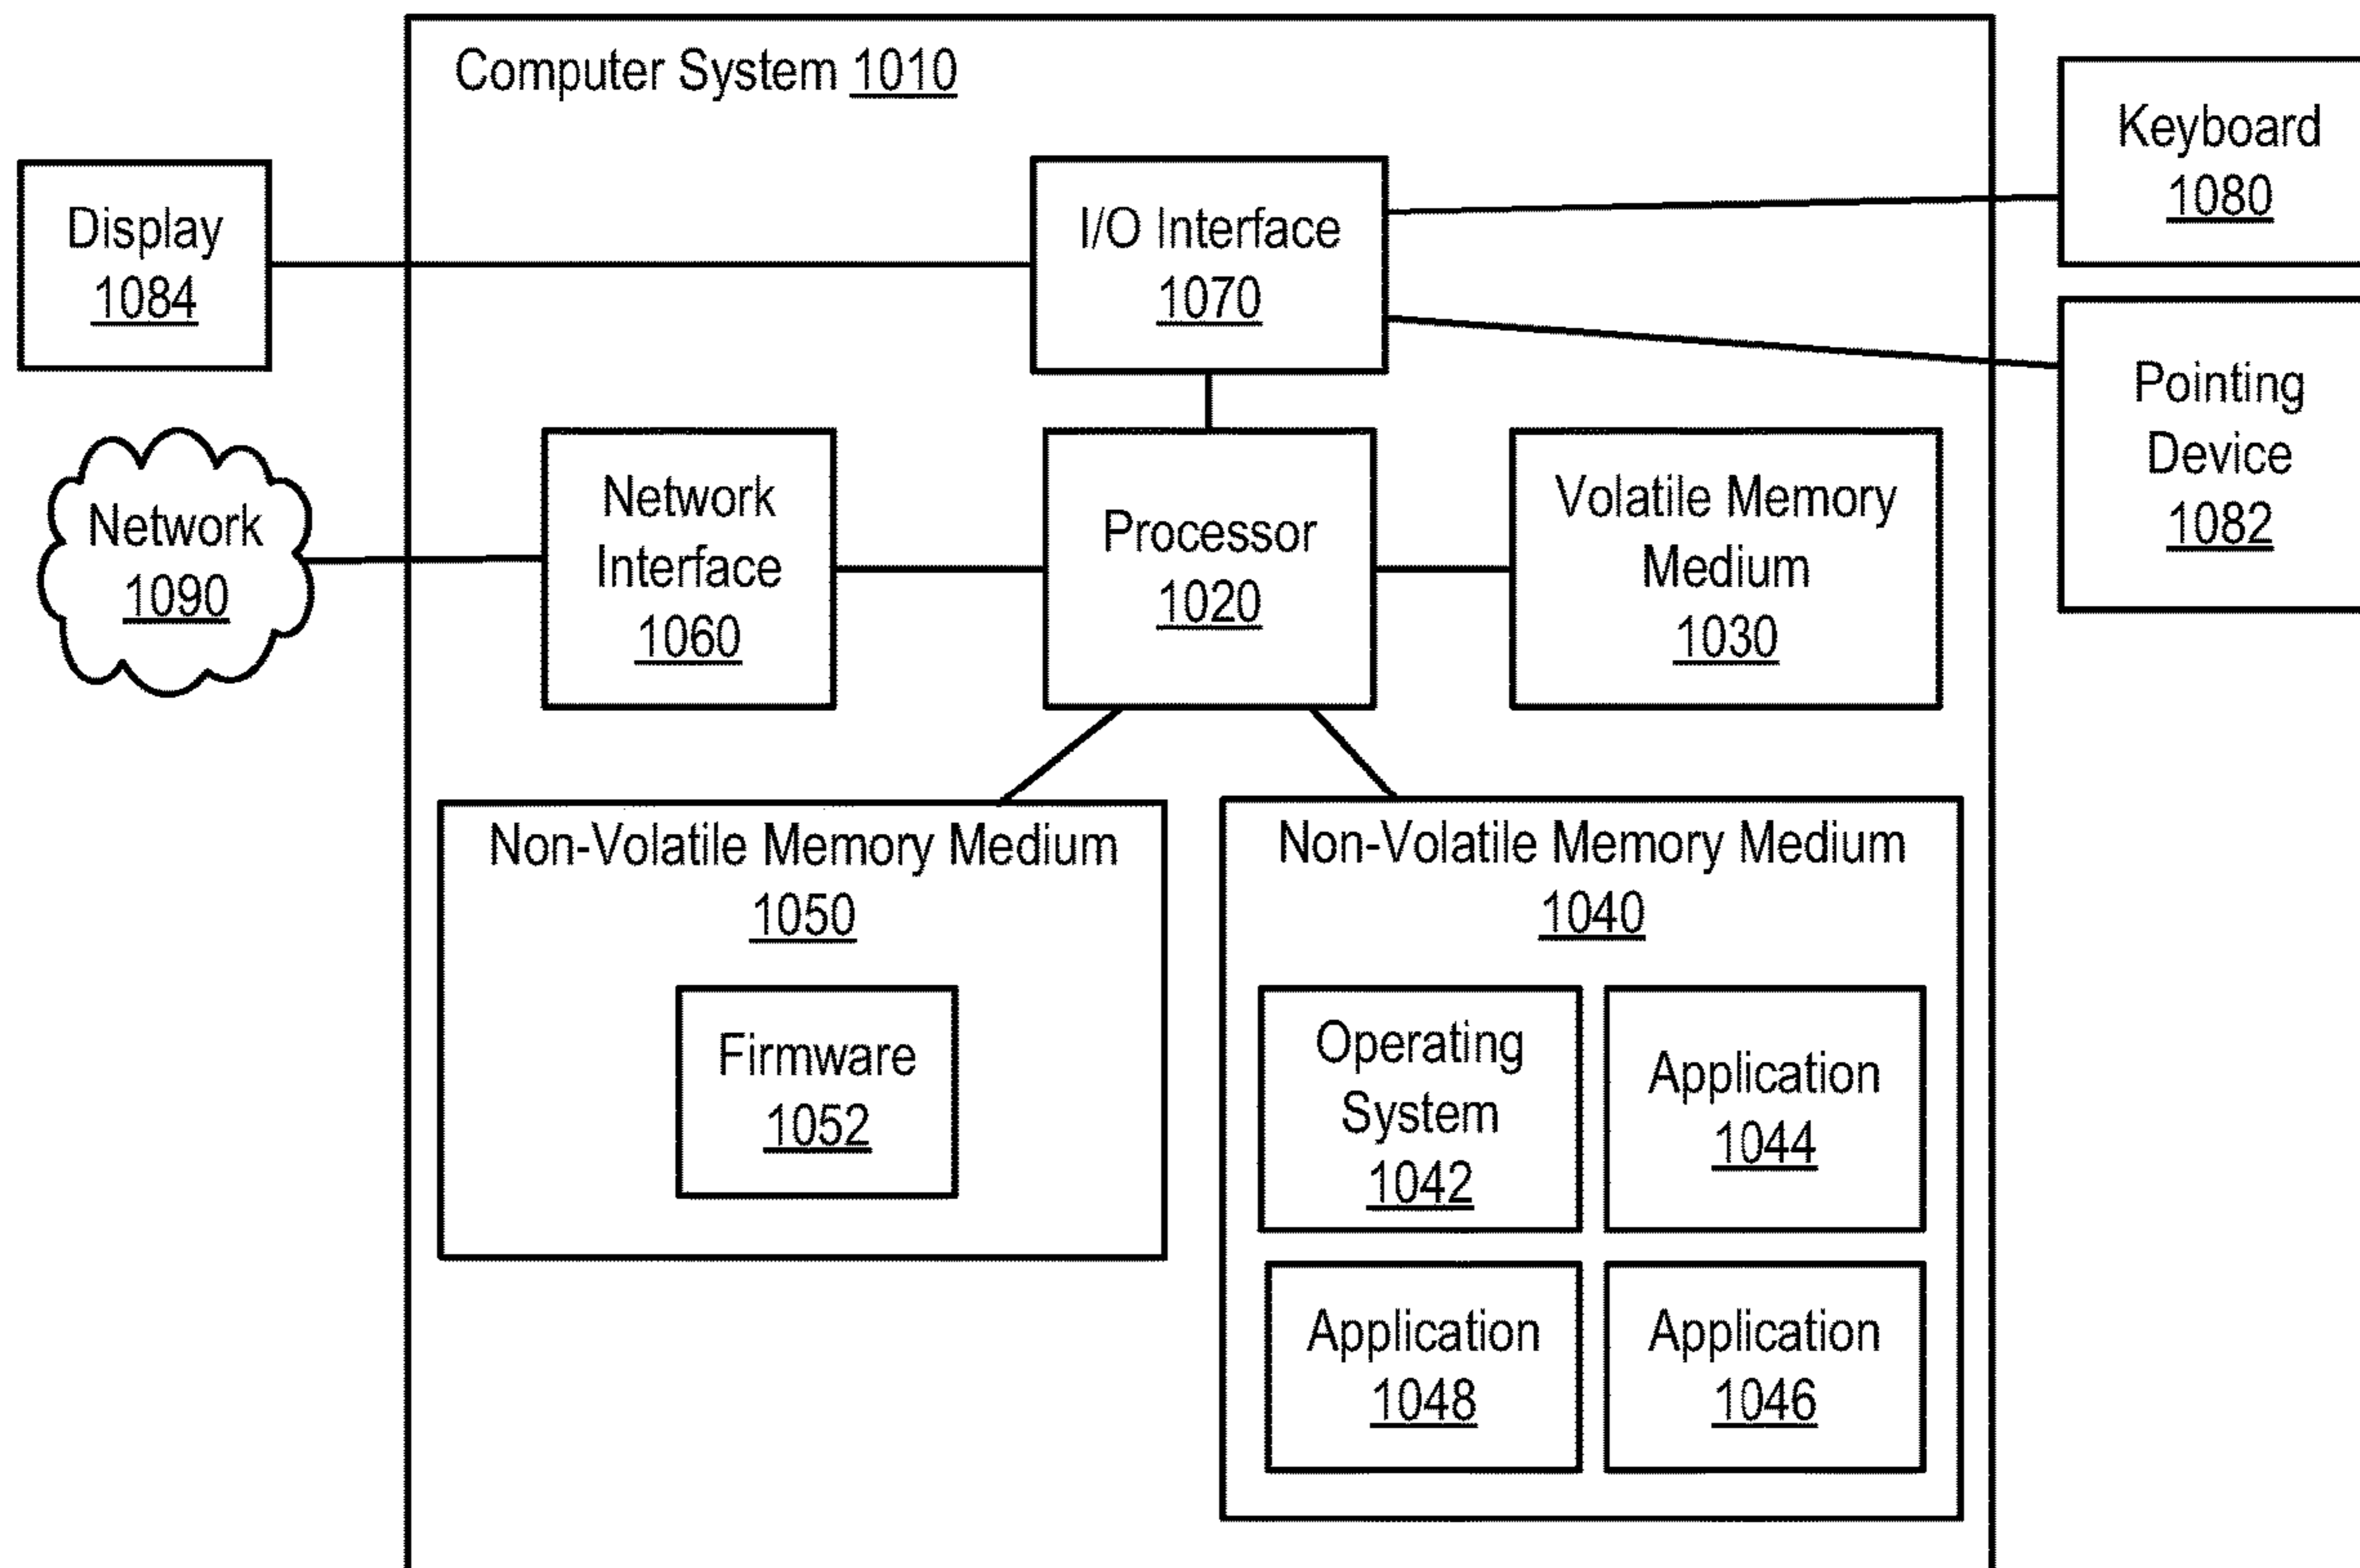 Computer System 1010
Display
1084
I/O Interface
1070
Keyboard
1080
Pointing
Device
1082
Network
1090
Network
Interface
1060
Processor
1020
Volatile Memory
Medium
1030
Non-Volatile Memory Medium
1050
Firmware
1052
Non-Volatile Memory Medium
1040
Operating
System
1042
Application
1044
Application
1048
Application
1046